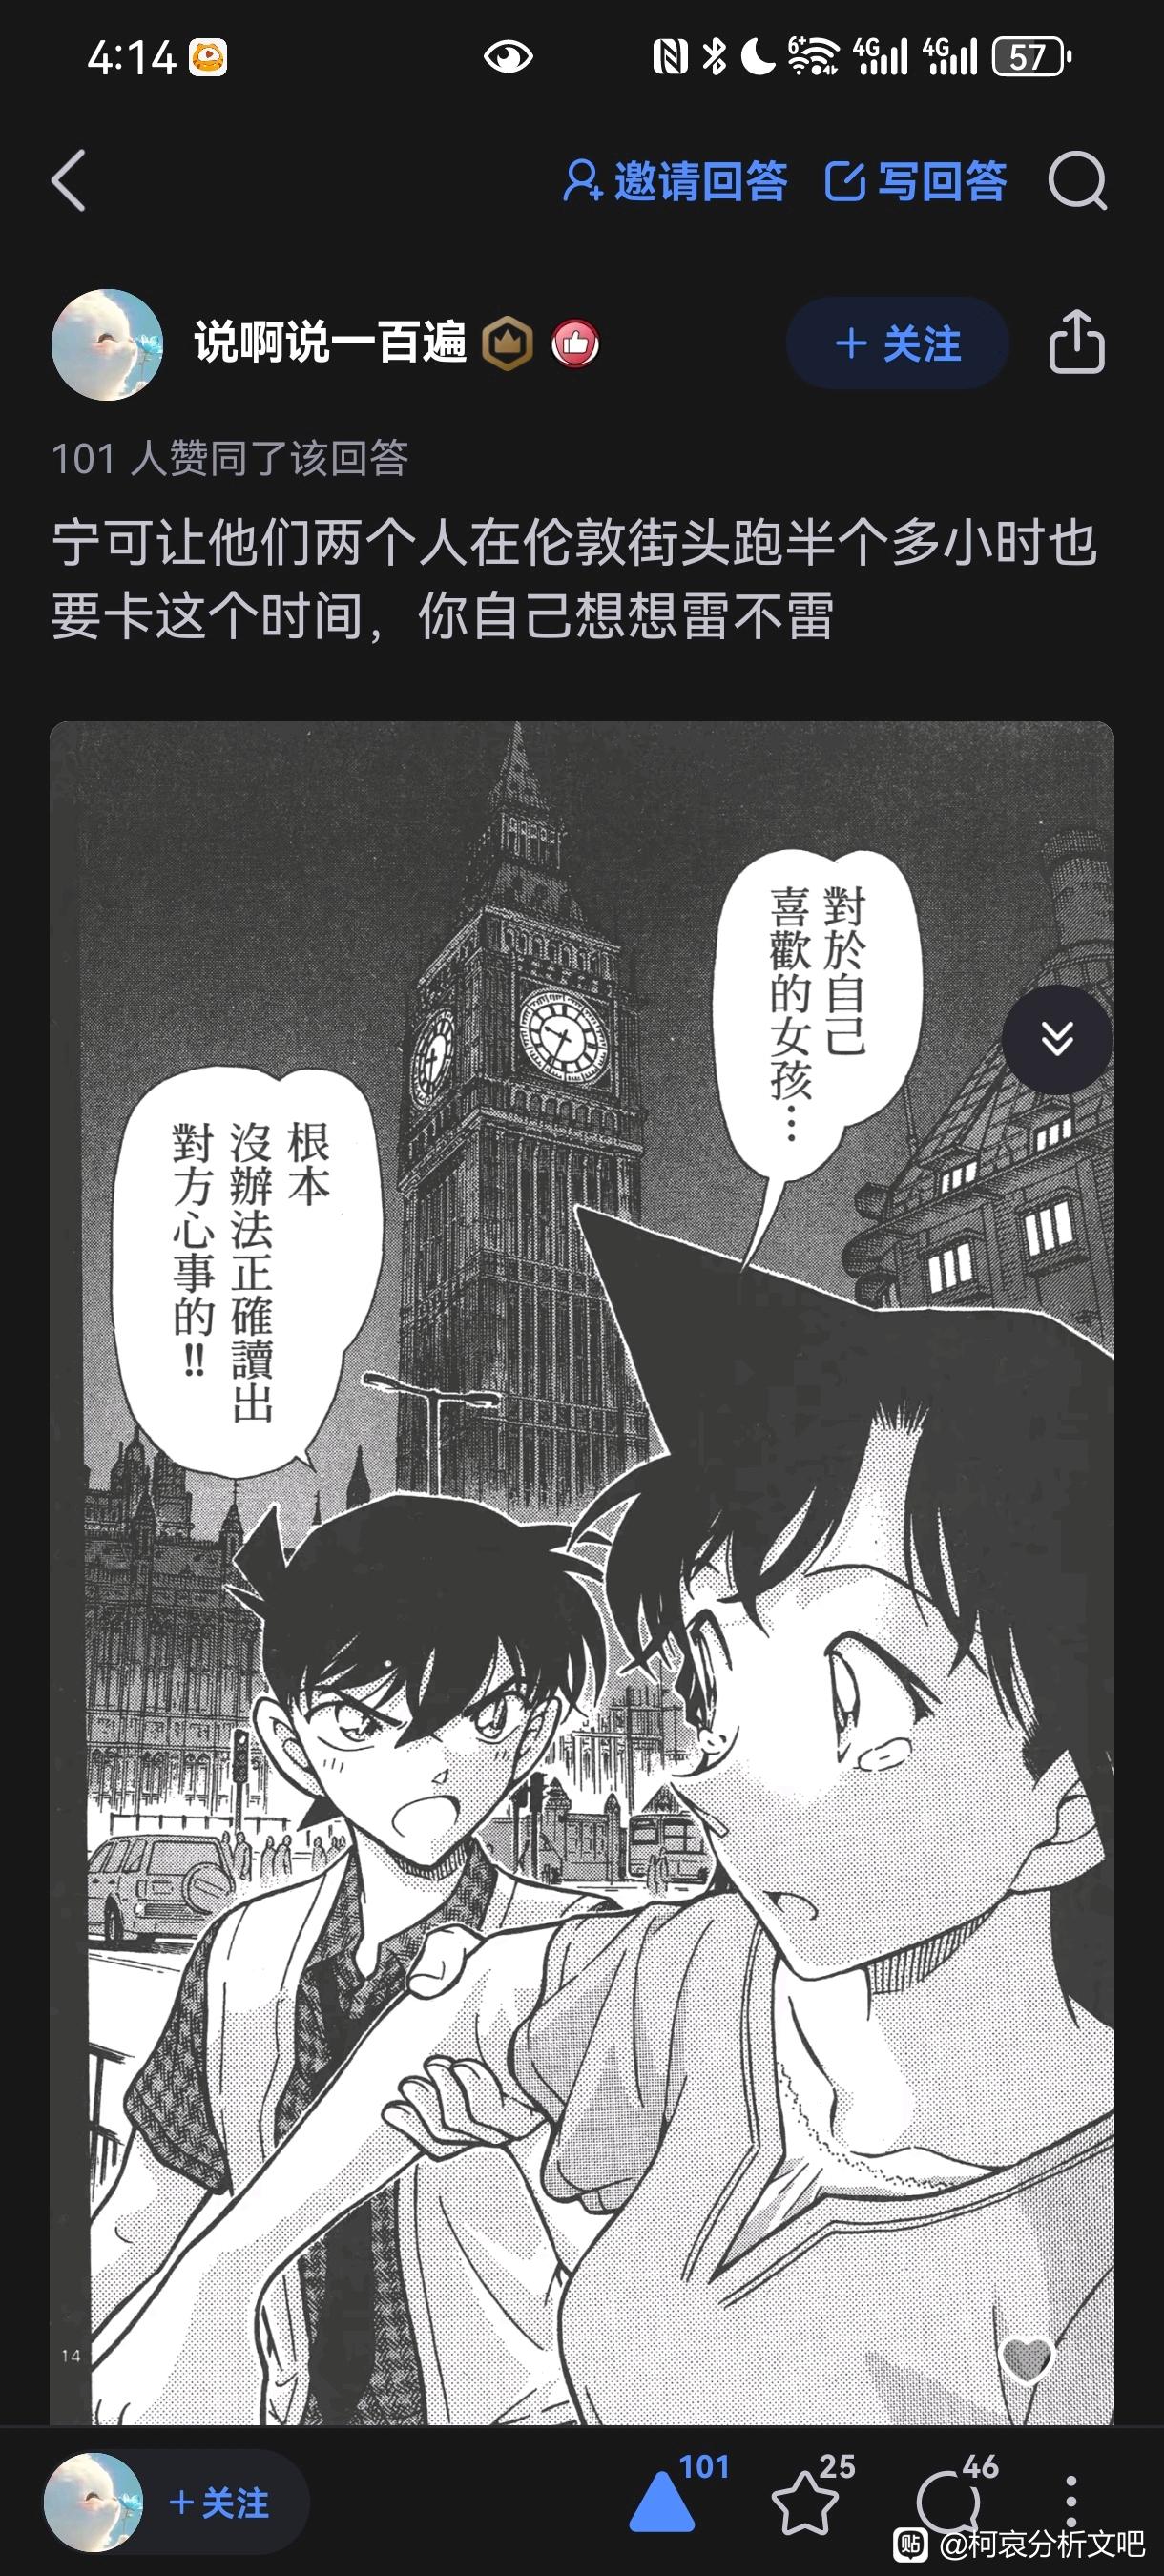 4:14
6+
4G
4G
57
邀请回答
写回答
说啊说一百遍
+ 关注
101 人赞同了该回答
宁可让他们两个人在伦敦街头跑半个多小时也
要卡这个时间，你自己想想雷不雷
對於自己
喜歡的女孩…
根本
沒辦法正確讀出
對方心事的!!
14
+ 关注
101
25
46
贴 @柯哀分析文吧